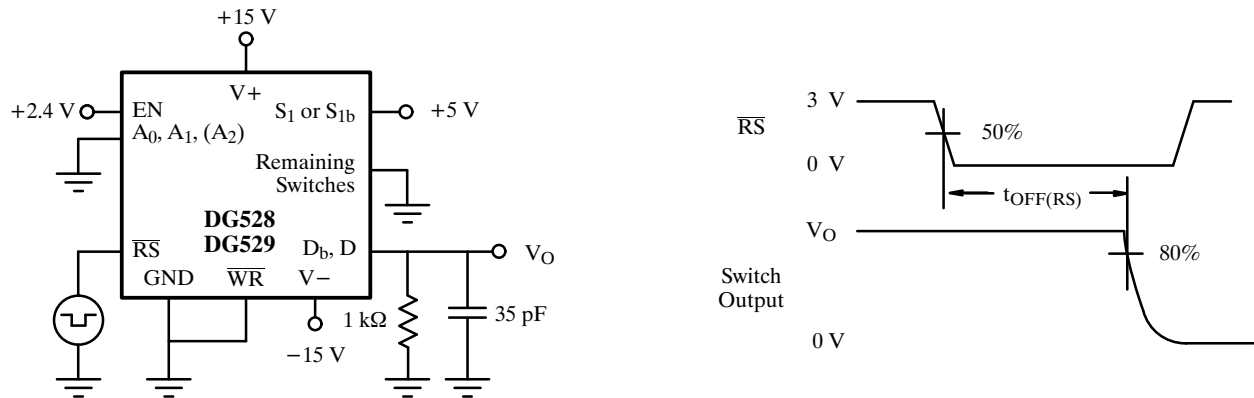 +15 V
V+
+2.4 V
EN
S1 or S1b
+5 V
A0, A1, (A2)
Remaining
Switches
DG528
DG529
RS
Db, D
VO
GND
WR
V−
1 kΩ
35 pF
−15 V
3 V
RS
50%
0 V
tOFF(RS)
VO
80%
Switch
Output
0 V